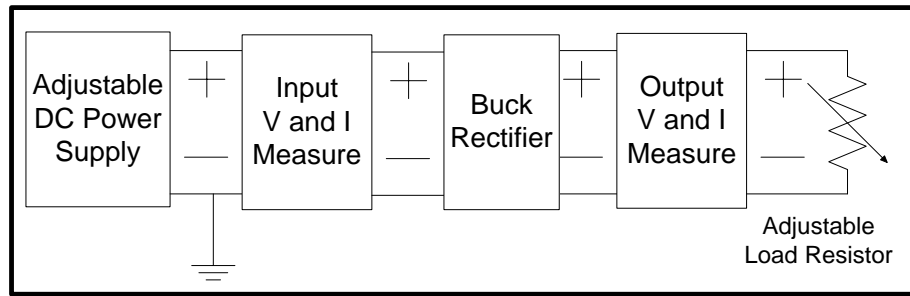 Adjustable
DC Power
Supply
+
—
Input
V and I
Measure
+
—
Buck
Rectifier
+
—
Output
V and I
Measure
+
—
Adjustable
Load Resistor